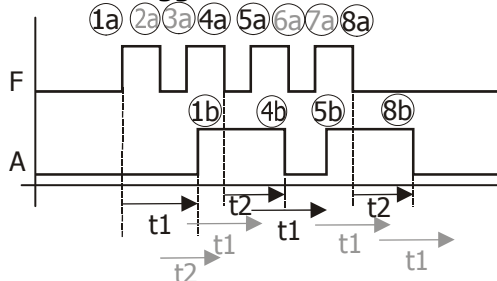 1a 2a 3a 4a 5a 6a 7a 8a
F
1b 4b 5b 8b
A
t1 t2 t1 t1 t2
t2 t1 t1